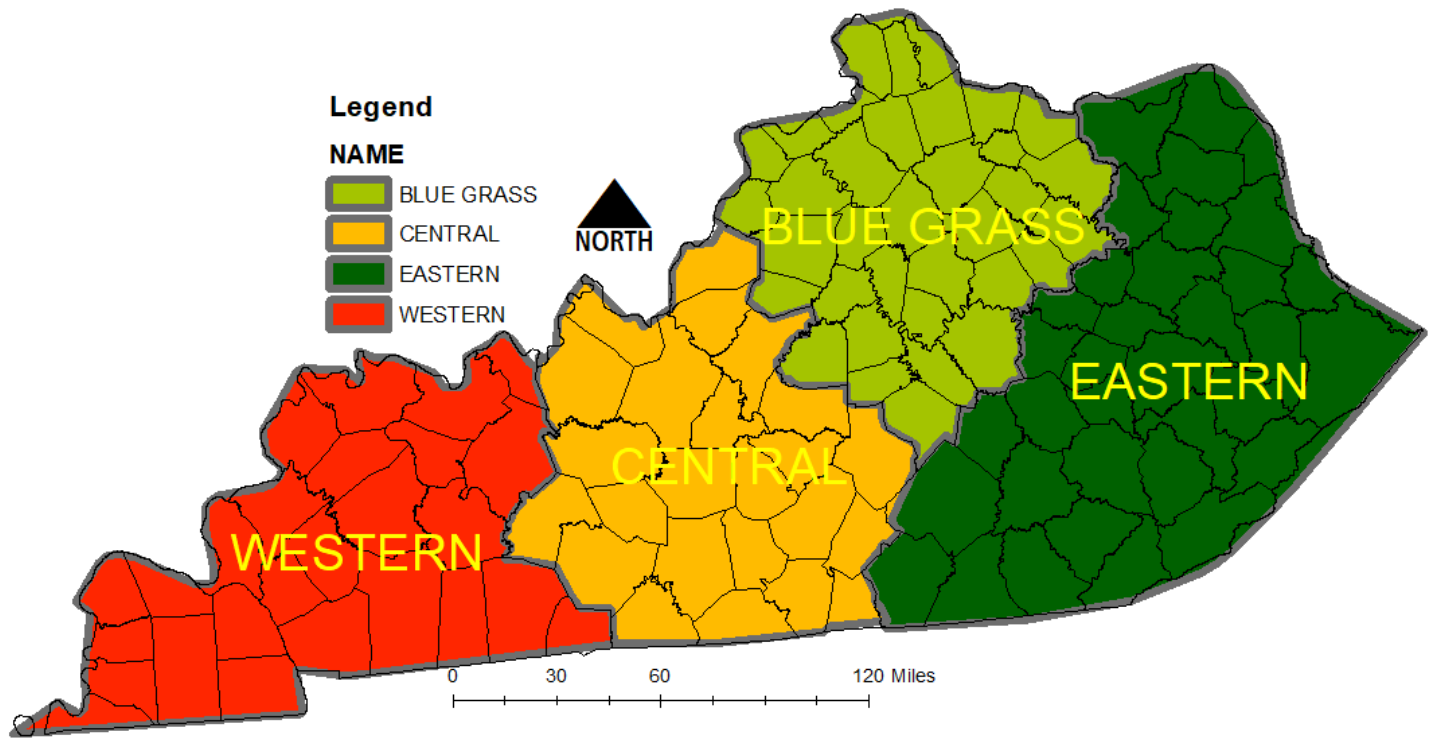 Legend
NAME
BLUE GRASS
CENTRAL
EASTERN
WESTERN
NORTH
BLUE GRASS
EASTERN
CENTRAL
WESTERN
0 30 60 120 Miles